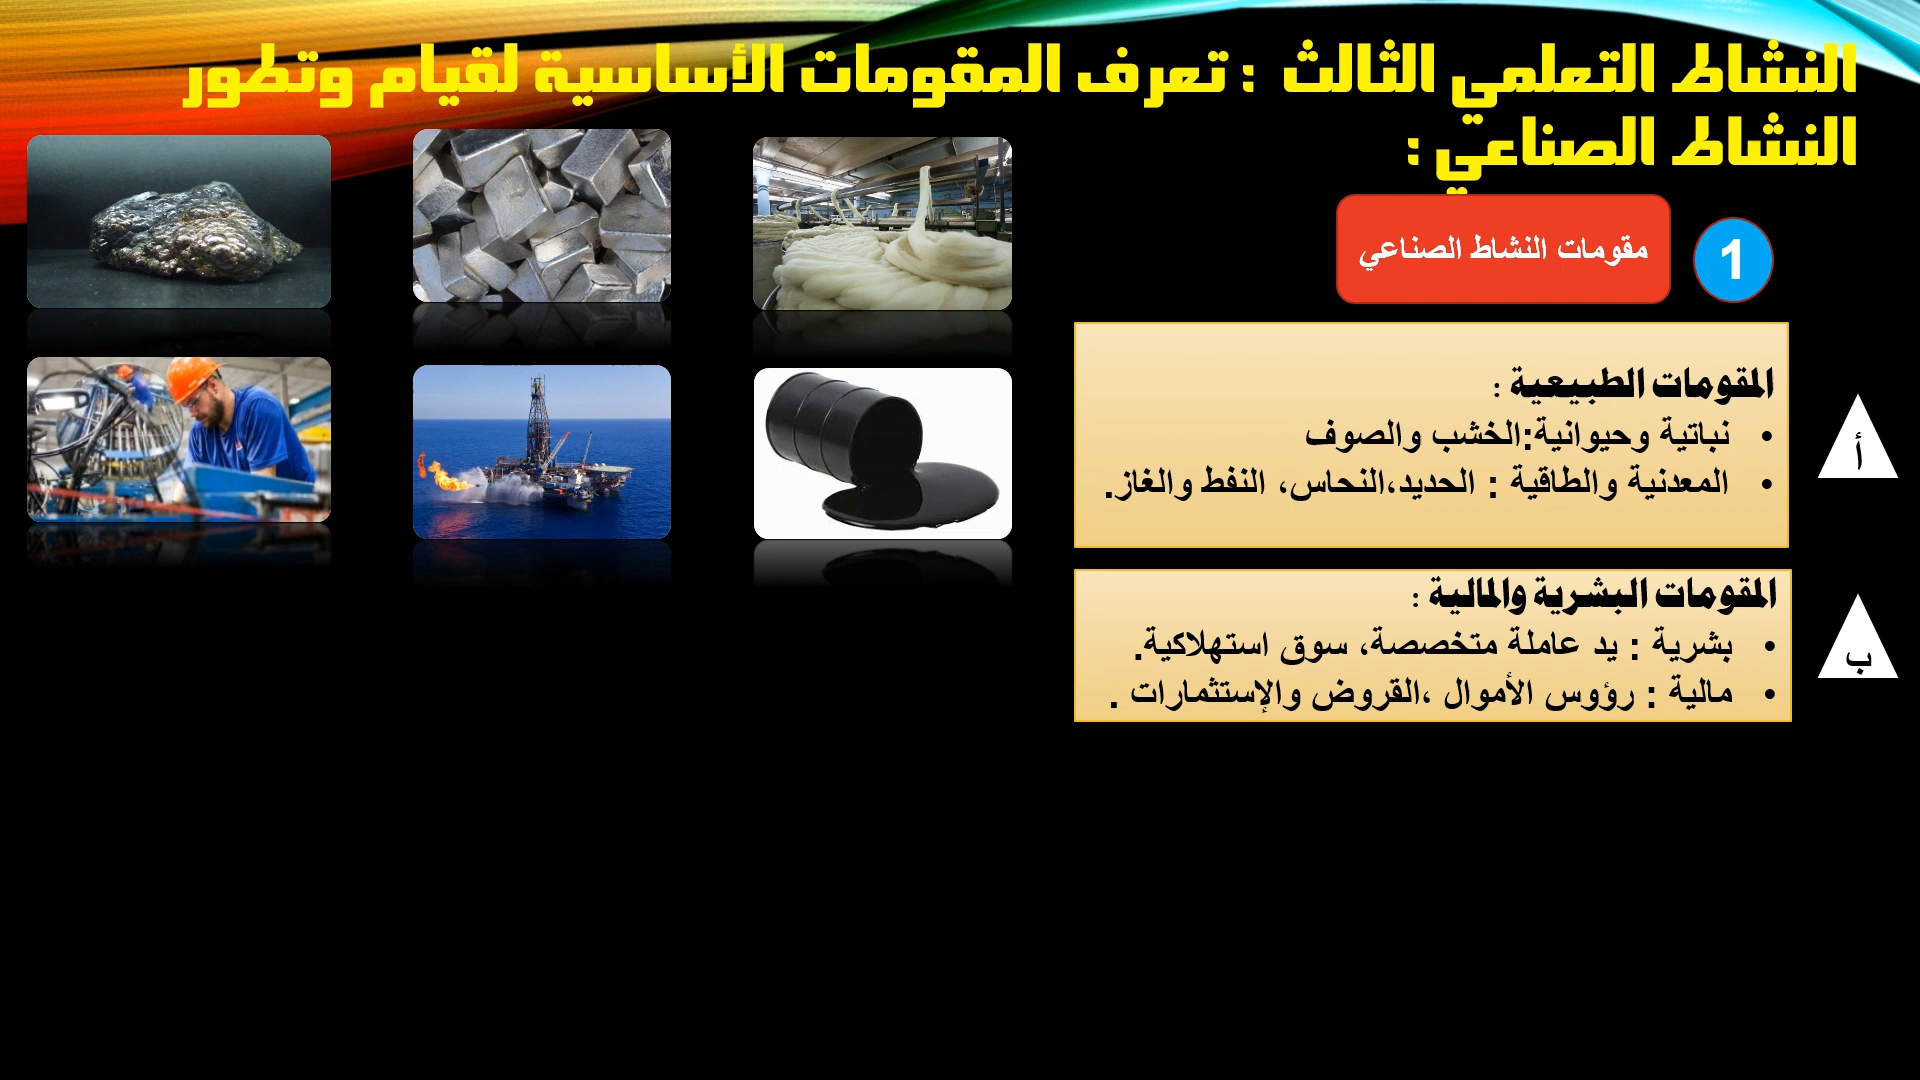 النشاط التعلمي الثالث : تعرف المقومات الأساسية لقيام وتطور
النشاط الصناعي :
1
مقومات النشاط الصناعي
أ
المقومات الطبيعية :
• نباتية وحيوانية:الخشب والصوف
• المعدنية والطاقية : الحديد،النحاس، النفط والغاز.
ب
المقومات البشرية والمالية :
• بشرية : يد عاملة متخصصة، سوق استهلاكية.
• مالية : رؤوس الأموال ،القروض والإستثمارات .